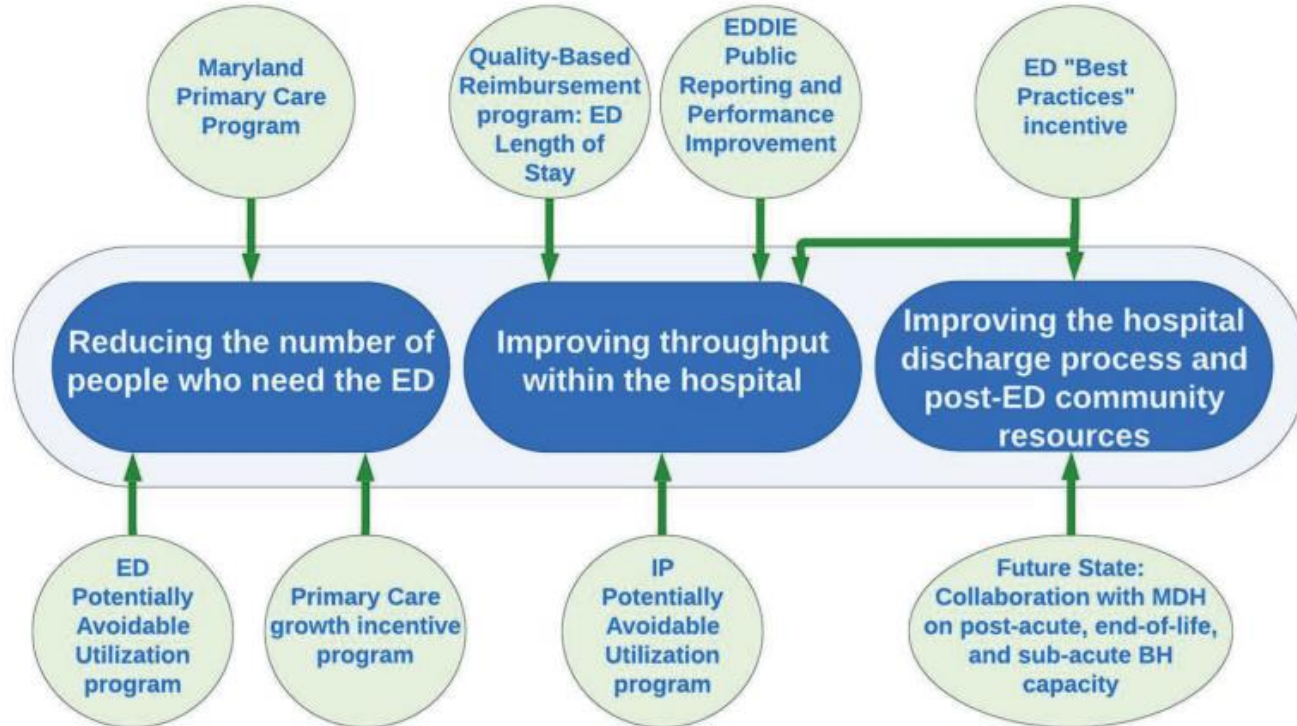 Maryland
Primary Care
Program
Quality-Based
Reimbursement
program: ED
Length of
Stay
EDDIE
Public
Reporting and
Performance
Improvement
ED "Best
Practices"
incentive
Reducing the number of
people who need the ED
Improving throughput
within the hospital
Improving the hospital
discharge process and
post-ED community
resources
ED
Potentially
Avoidable
Utilization
program
Primary Care
growth incentive
program
IP
Potentially
Avoidable
Utilization
program
Future State:
Collaboration with MDH
on post-acute, end-of-life,
and sub-acute BH
capacity